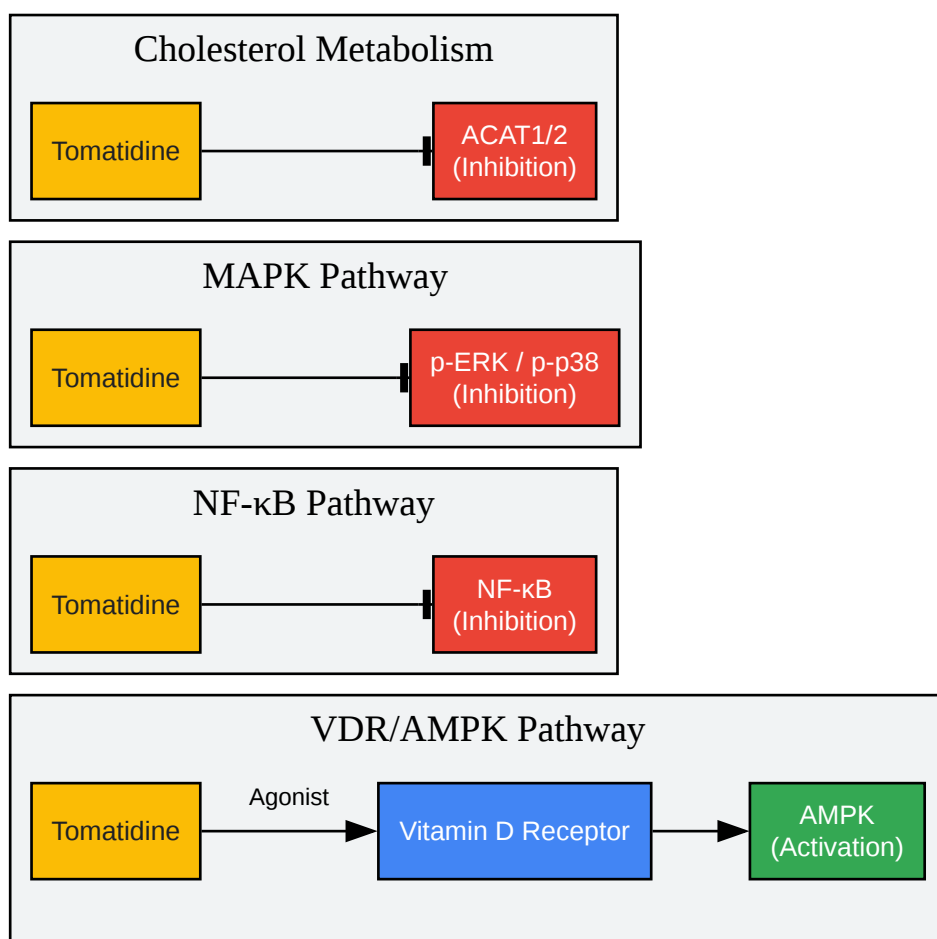 Cholesterol Metabolism
Tomatidine
ACAT1/2
(Inhibition)
MAPK Pathway
Tomatidine
p-ERK / p-p38
(Inhibition)
NF-κB Pathway
Tomatidine
NF-κB
(Inhibition)
VDR/AMPK Pathway
Tomatidine
Agonist
Vitamin D Receptor
AMPK
(Activation)